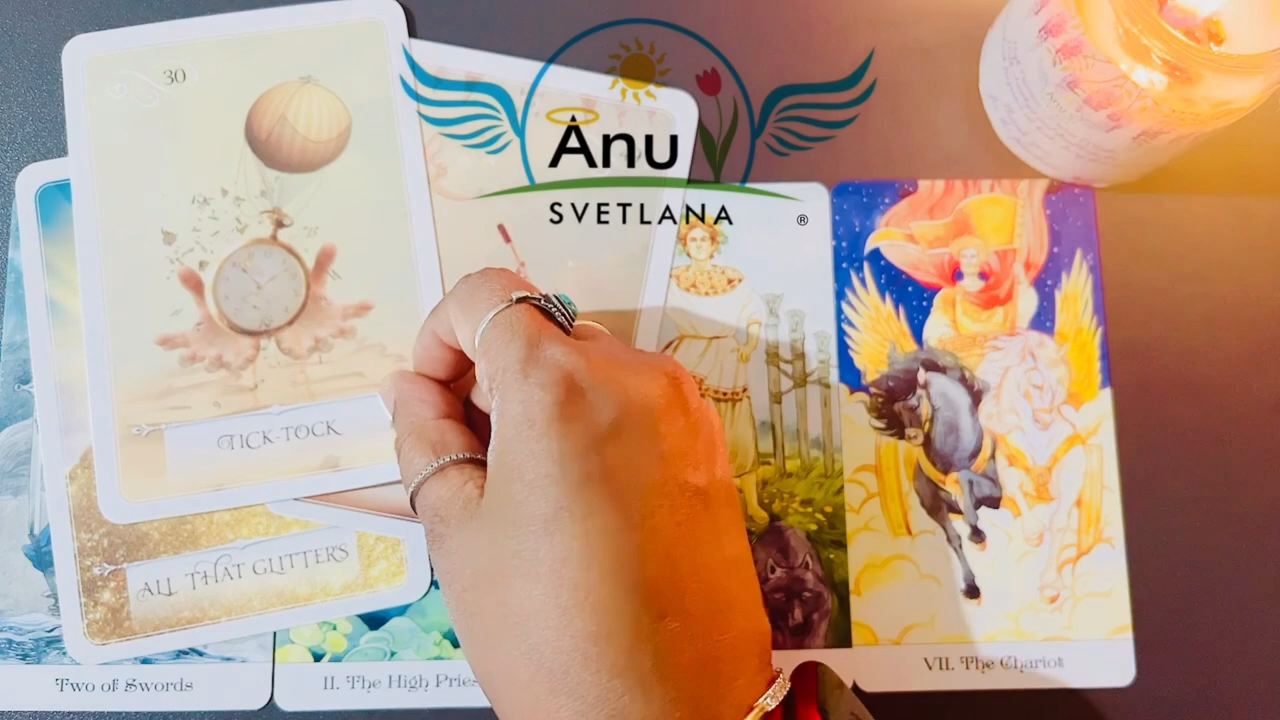 30
Anu
SVETLANA
®
TICK-TOCK
ALL THAT GLITTERS
Two of Swords
II. The High Pries
VII. The Chariot